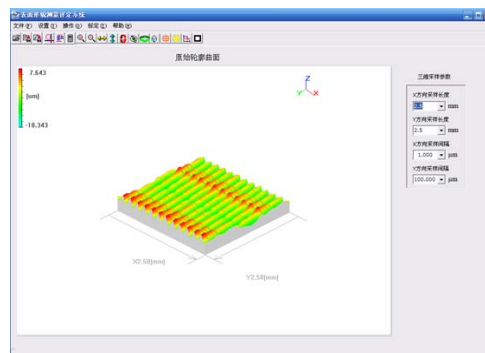 表面形貌测量评定系统
文件(F) 设置(C) 操作(O) 标定(C) 帮助(H)
原始轮廓曲面
7.643
[um]
-18.343
Z
Y
X
X2.50[mm]
Y2.50[mm]
三维采样参数
X方向采样长度
mm
Y方向采样长度
2.5 mm
X方向采样间隔
1.000 μm
Y方向采样间隔
100.000 μm